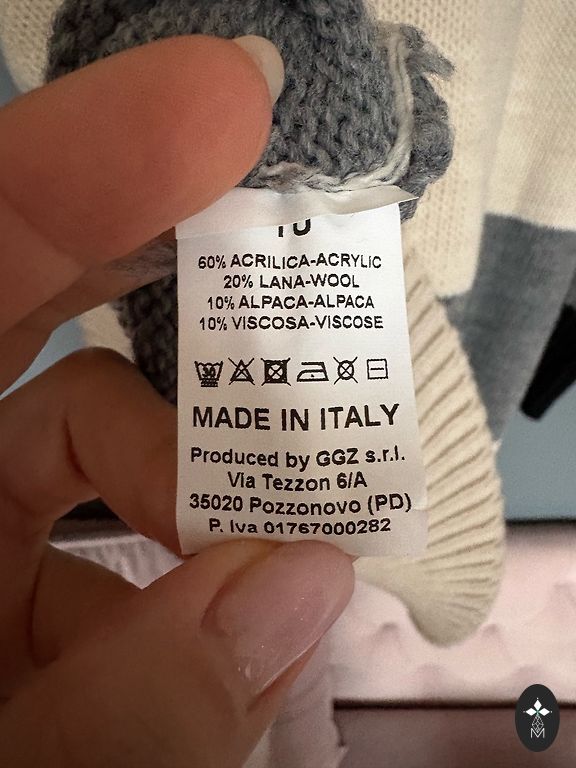 TU
60% ACRILICA-ACRYLIC
20% LANA-WOOL
10% ALPACA-ALPACA
10% VISCOSA-VISCOSE
MADE IN ITALY
Produced by GGZ s.r.l.
Via Tezzon 6/A
35020 Pozzonovo (PD)
P. Iva 01767000282
M